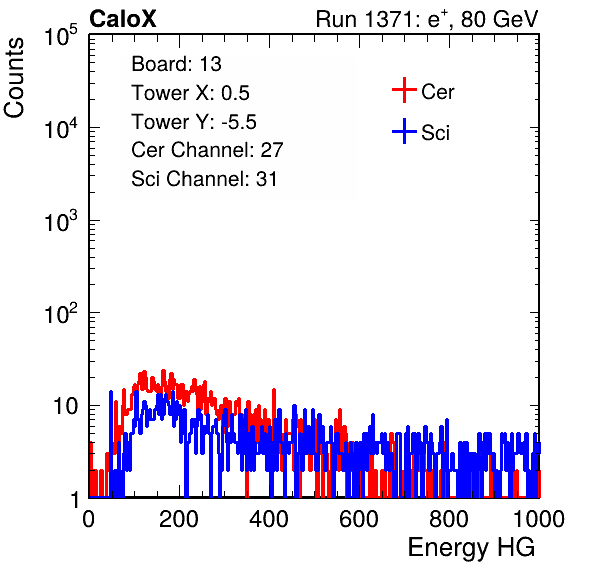 CaloX Run 1371: e⁺, 80 GeV
Counts
10⁵
10⁴
10³
10²
10
1
Board: 13
Tower X: 0.5
Tower Y: -5.5
Cer Channel: 27
Sci Channel: 31
Cer
Sci
0 200 400 600 800 1000
Energy HG